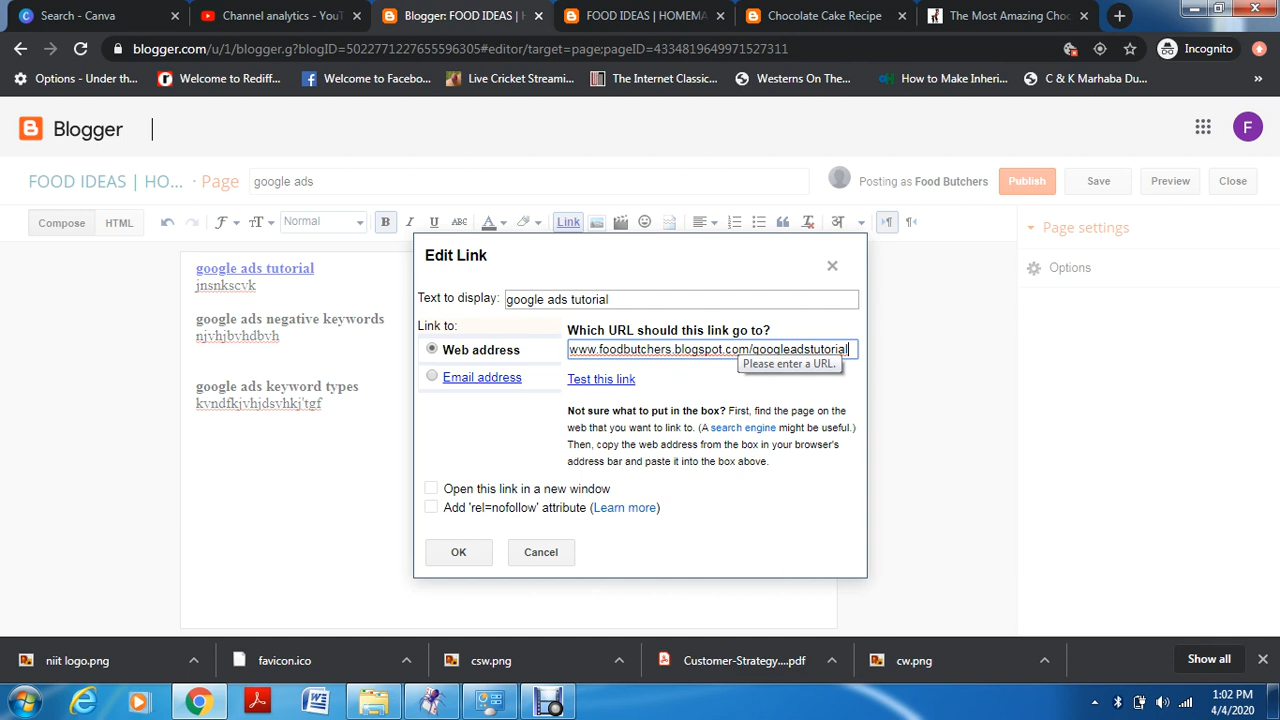 Search - Canva
Channel analytics - YouT
Blogger: FOOD IDEAS |
FOOD IDEAS | HOMEMA
Chocolate Cake Recipe
The Most Amazing Choc
blogger.com/u/1/blogger.g?blogID=5022771227655596305#editor/target=page;pageID=4334819649971527311
Incognito
Options - Under th...
Welcome to Rediff...
Welcome to Facebo...
Live Cricket Streami...
The Internet Classic...
Westerns On The...
How to Make Inheri...
C & K Marhaba Du...
»
Blogger
F
FOOD IDEAS | HO... · Page
google ads
Posting as Food Butchers
Publish
Save
Preview
Close
Compose
HTML
Normal
B
I
U
ABC
A
Link
Page settings
Options
google ads tutorial
jnsnkscvk
google ads negative keywords
njvhjbvhdbvh
google ads keyword types
kvndfkjvhjdsvhkj'tgf
Edit Link
Text to display:
google ads tutorial
Link to:
Web address
Email address
Which URL should this link go to?
www.foodbutchers.blogspot.com/googleadstutorial
Please enter a URL.
Test this link
Not sure what to put in the box? First, find the page on the
web that you want to link to. (A search engine might be useful.)
Then, copy the web address from the box in your browser's
address bar and paste it into the box above.
Open this link in a new window
Add 'rel=nofollow' attribute (Learn more)
OK
Cancel
niit logo.png
favicon.ico
csw.png
Customer-Strategy....pdf
cw.png
Show all
1:02 PM
4/4/2020